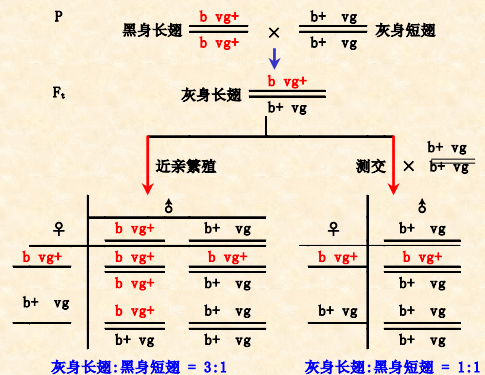 P
黑身长翅 b vg+ × b+ vg 灰身短翅
b vg+ b+ vg
b vg+
F₁ 灰身长翅
b+ vg
近亲繁殖 测交 × b+ vg
b+ vg
♂ ♂
♀ b vg+ b+ vg ♀ b+ vg
b vg+ b vg+ b vg+ b vg+ b vg+
b vg+ b+ vg b+ vg
b+ vg b vg+ b+ vg b+ vg b+ vg
b+ vg b+ vg b+ vg
灰身长翅:黑身短翅 = 3:1 灰身长翅:黑身短翅 = 1:1